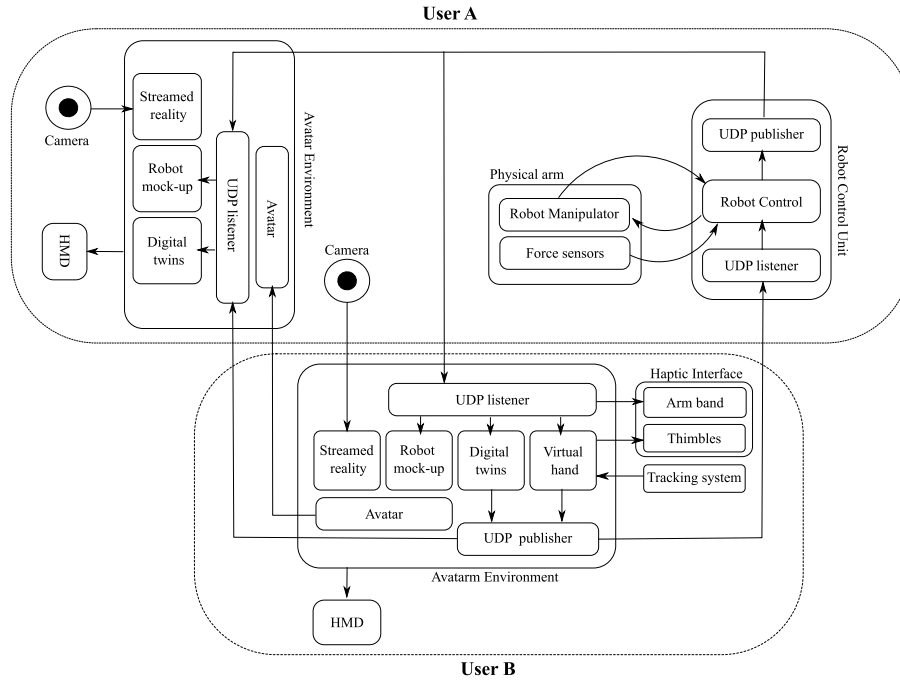 User A
Streamed
reality
Camera
Robot
mock-up
Digital
twins
HMD
UDP listener
Avatar
Avatar Environment
Camera
Physical arm
Robot Manipulator
Force sensors
UDP publisher
Robot Control
UDP listener
Robot Control Unit
UDP listener
Streamed
reality
Robot
mock-up
Digital
twins
Virtual
hand
Avatar
UDP publisher
Avatarm Environment
Haptic Interface
Arm band
Thimbles
Tracking system
HMD
User B